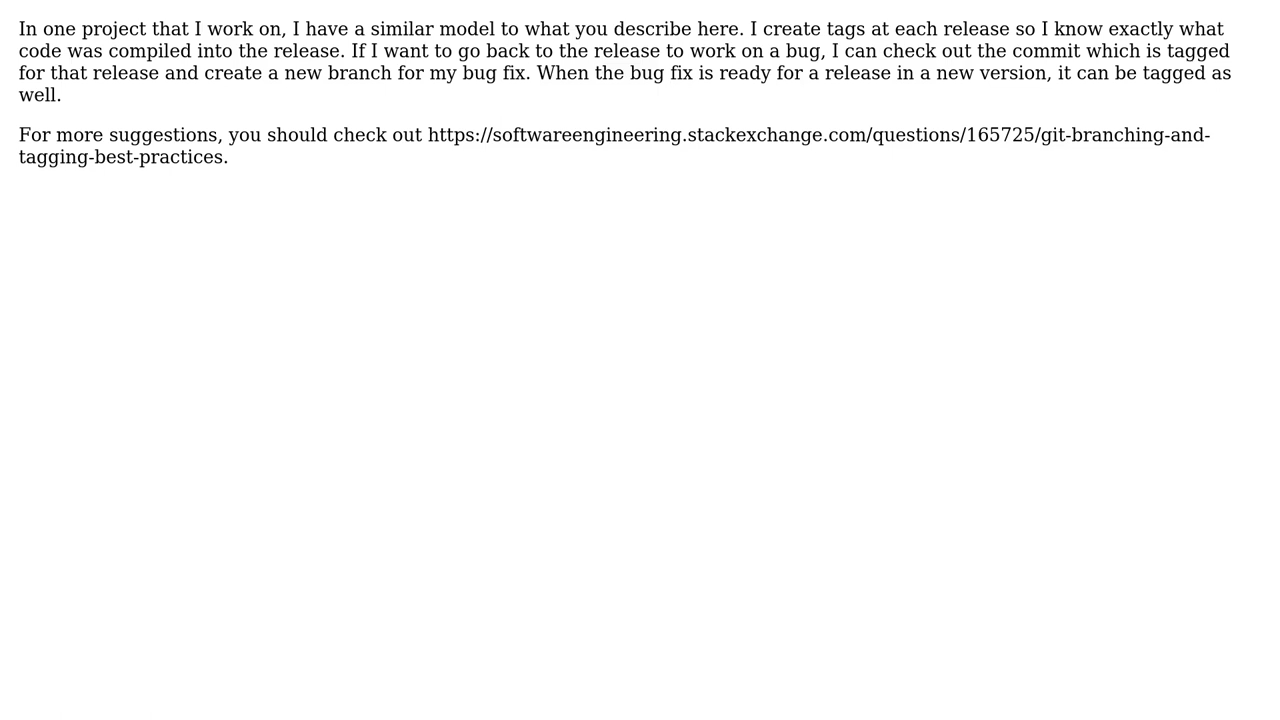 In one project that I work on, I have a similar model to what you describe here. I create tags at each release so I know exactly what
code was compiled into the release. If I want to go back to the release to work on a bug, I can check out the commit which is tagged
for that release and create a new branch for my bug fix. When the bug fix is ready for a release in a new version, it can be tagged as
well.
For more suggestions, you should check out https://softwareengineering.stackexchange.com/questions/165725/git-branching-and-
tagging-best-practices.